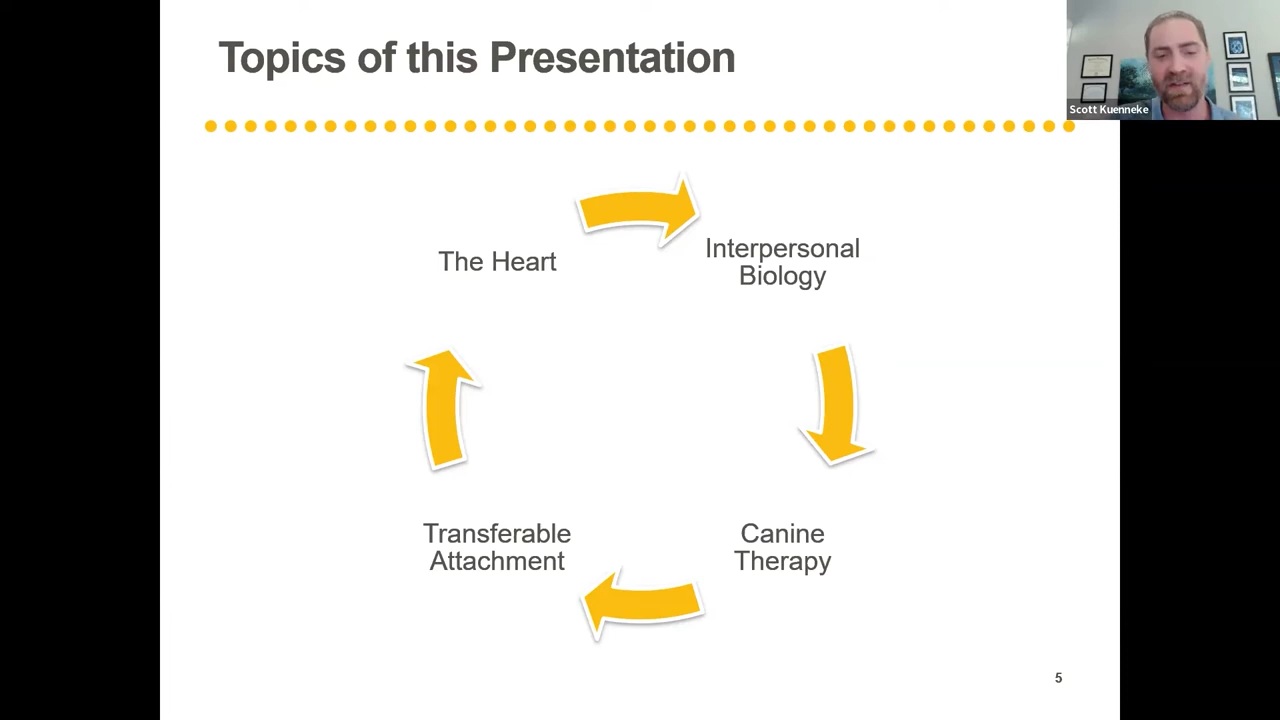 Topics of this Presentation
Scott Kuenneke
The Heart
Interpersonal
Biology
Transferable
Attachment
Canine
Therapy
5